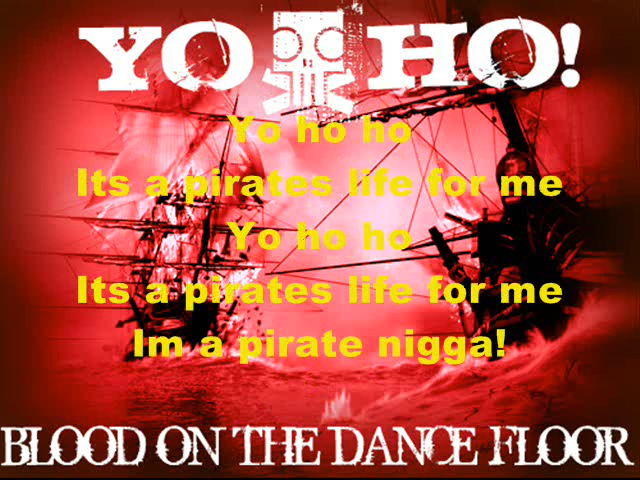 YO HO!
Yo ho ho
Its a pirates life for me
Yo ho ho
Its a pirates life for me
Im a pirate nigga!
BLOOD ON THE DANCE FLOOR